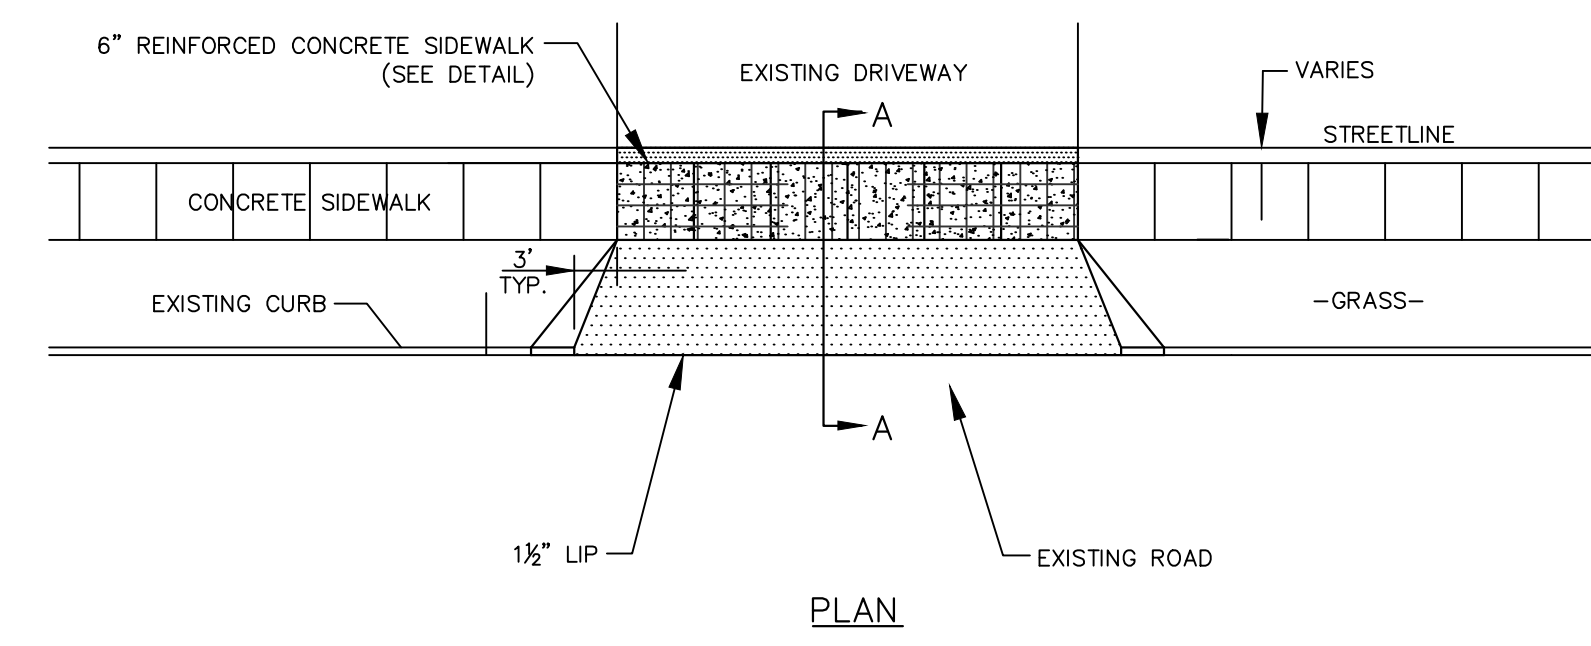 6” REINFORCED CONCRETE SIDEWALK
(SEE DETAIL)
EXISTING DRIVEWAY
VARIES
A
STREETLINE
CONCRETE SIDEWALK
3'
TYP.
EXISTING CURB
-GRASS-
A
1½” LIP
EXISTING ROAD
PLAN